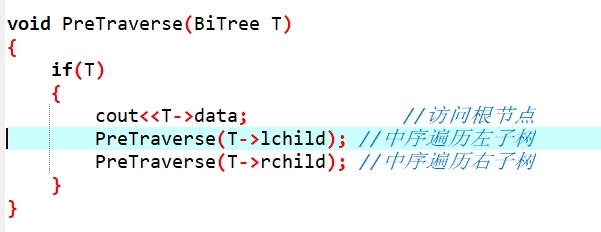 void PreTraverse(BiTree T)
{
if(T)
{
cout<<T->data; //访问根节点
PreTraverse(T->lchild); //中序遍历左子树
PreTraverse(T->rchild); //中序遍历右子树
}
}